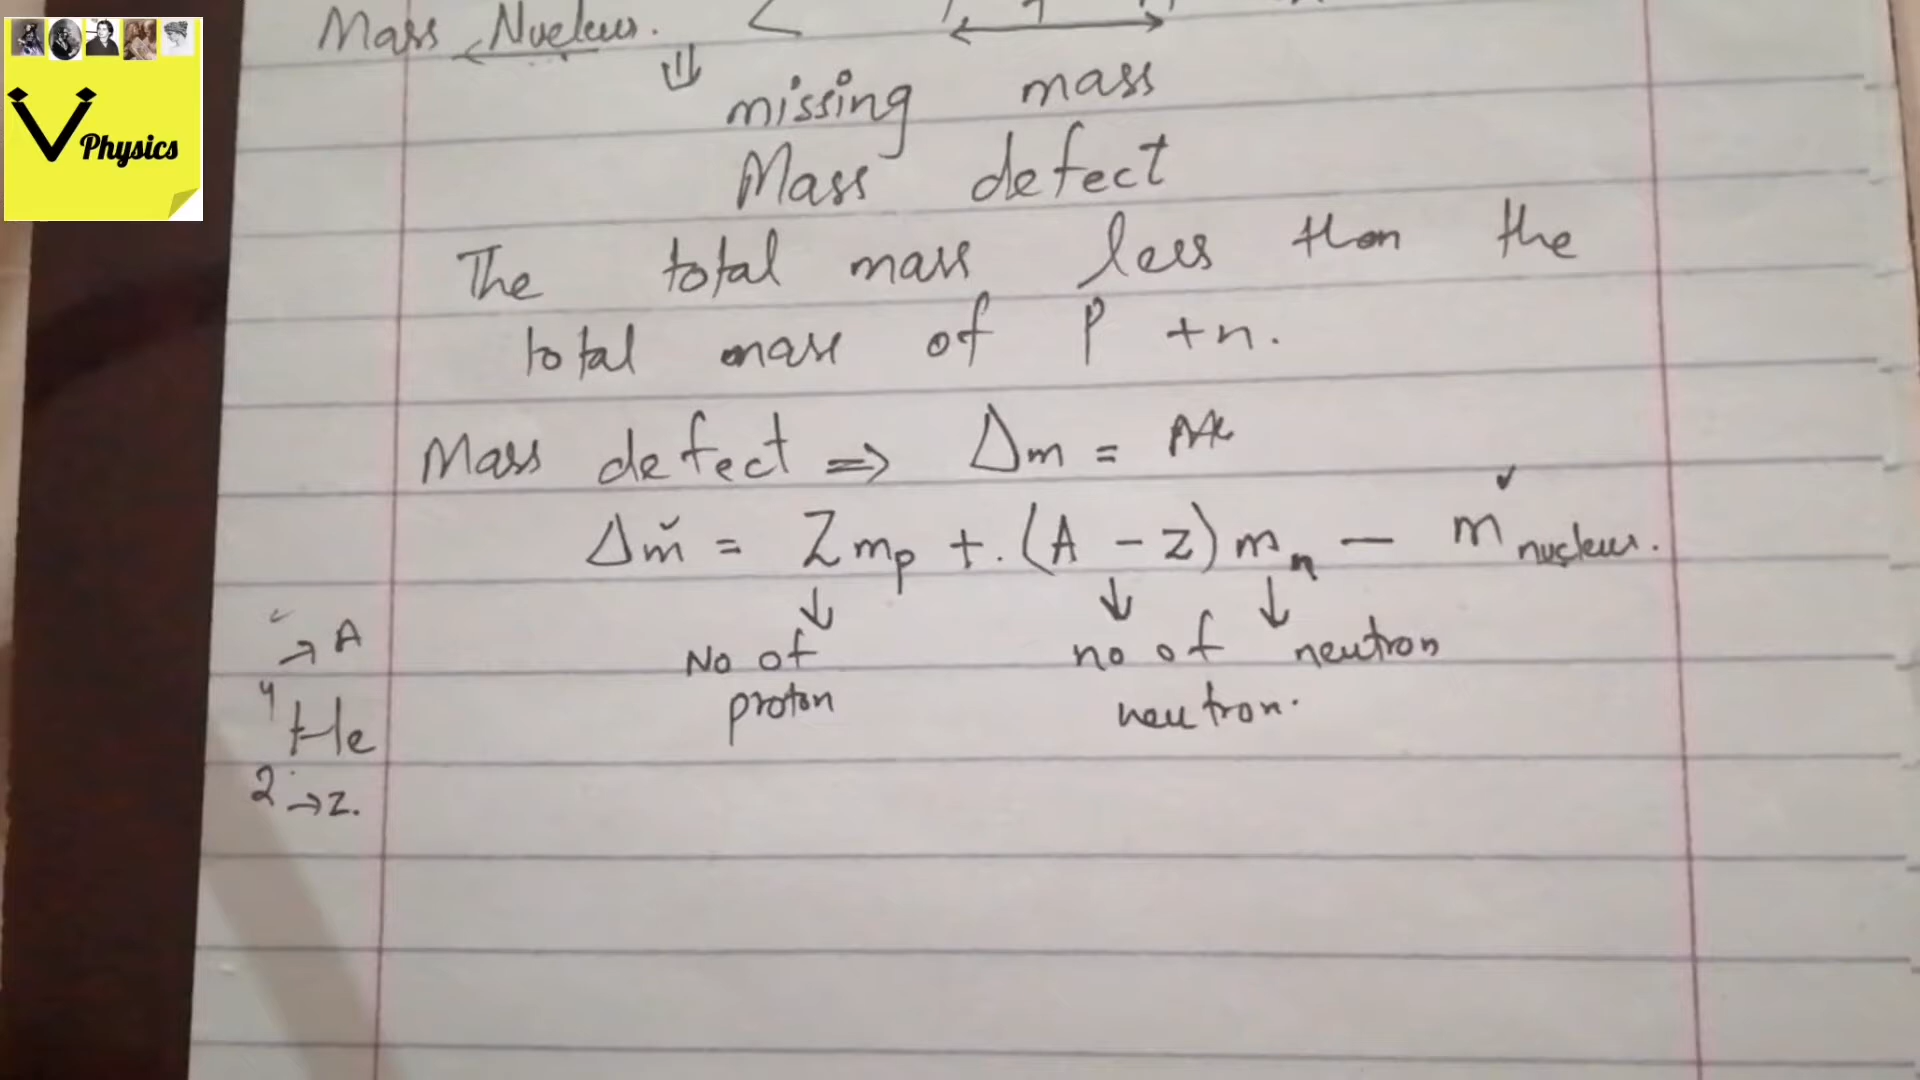 Mass Nucleus. <
⇓
missing mass
V Physics
Mass defect
The total mass less than the
total mass of P + n.
Mass defect ⇒ Δm =
Δm = Zmp + (A - Z) mn - m nucleus.
↓ ↓ ↓
→ A
No of no of neutron
proton neutron.
4
He
2 → Z.